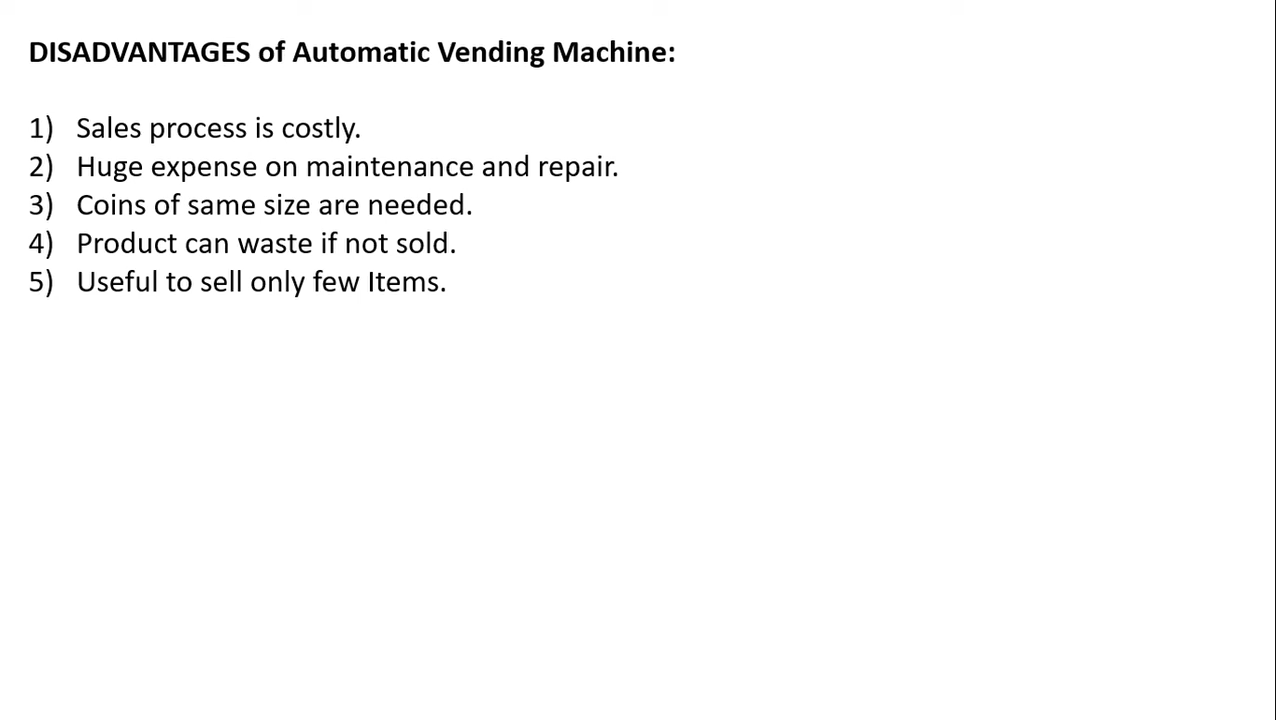 DISADVANTAGES of Automatic Vending Machine:
1) Sales process is costly.
2) Huge expense on maintenance and repair.
3) Coins of same size are needed.
4) Product can waste if not sold.
5) Useful to sell only few Items.